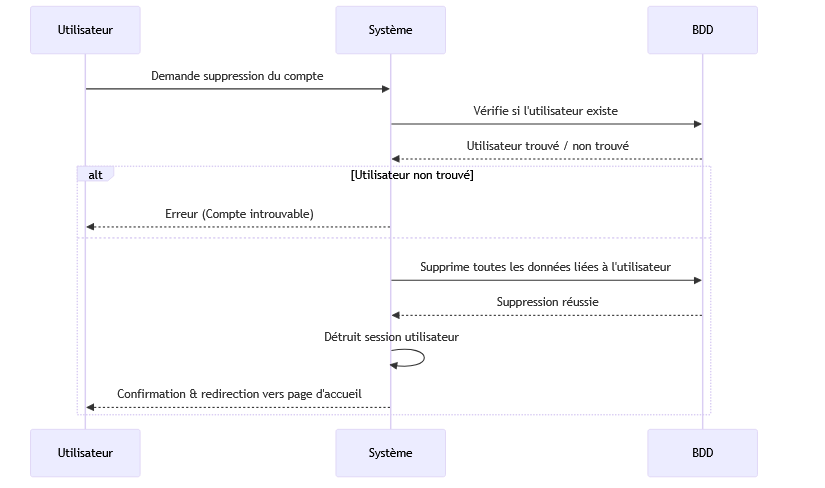 Utilisateur
Système
BDD
Demande suppression du compte
Vérifie si l'utilisateur existe
Utilisateur trouvé / non trouvé
alt
[Utilisateur non trouvé]
Erreur (Compte introuvable)
Supprime toutes les données liées à l'utilisateur
Suppression réussie
Détruit session utilisateur
Confirmation & redirection vers page d'accueil
Utilisateur
Système
BDD